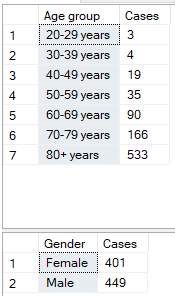 Age group Cases
1 20-29 years 3
2 30-39 years 4
3 40-49 years 19
4 50-59 years 35
5 60-69 years 90
6 70-79 years 166
7 80+ years 533
Gender Cases
1 Female 401
2 Male 449